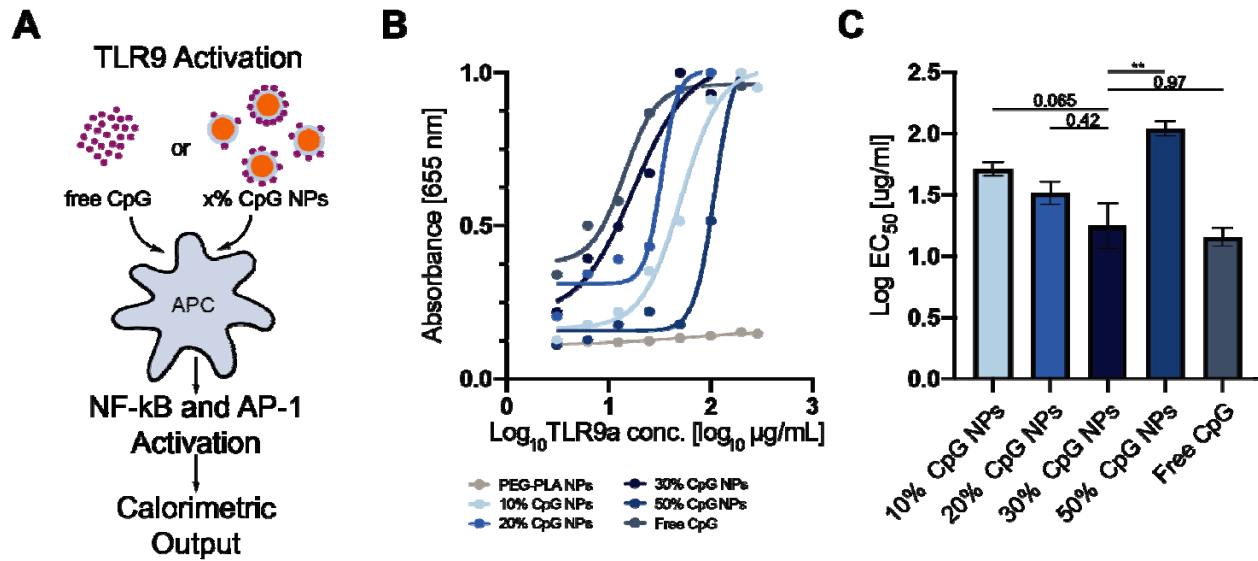 A
TLR9 Activation
or
free CpG
x% CpG NPs
APC
NF-kB and AP-1
Activation
Calorimetric
Output
B
Absorbance [655 nm]
1.0
0.5
0.0
0
1
2
3
Log10TLR9a conc. [log10 µg/mL]
PEG-PLA NPs
10% CpG NPs
20% CpG NPs
30% CpG NPs
50% CpG NPs
Free CpG
C
Log EC50 [ug/ml]
2.5
2.0
1.5
1.0
0.5
0.0
**
0.97
0.065
0.42
10% CpG NPs
20% CpG NPs
30% CpG NPs
50% CpG NPs
Free CpG